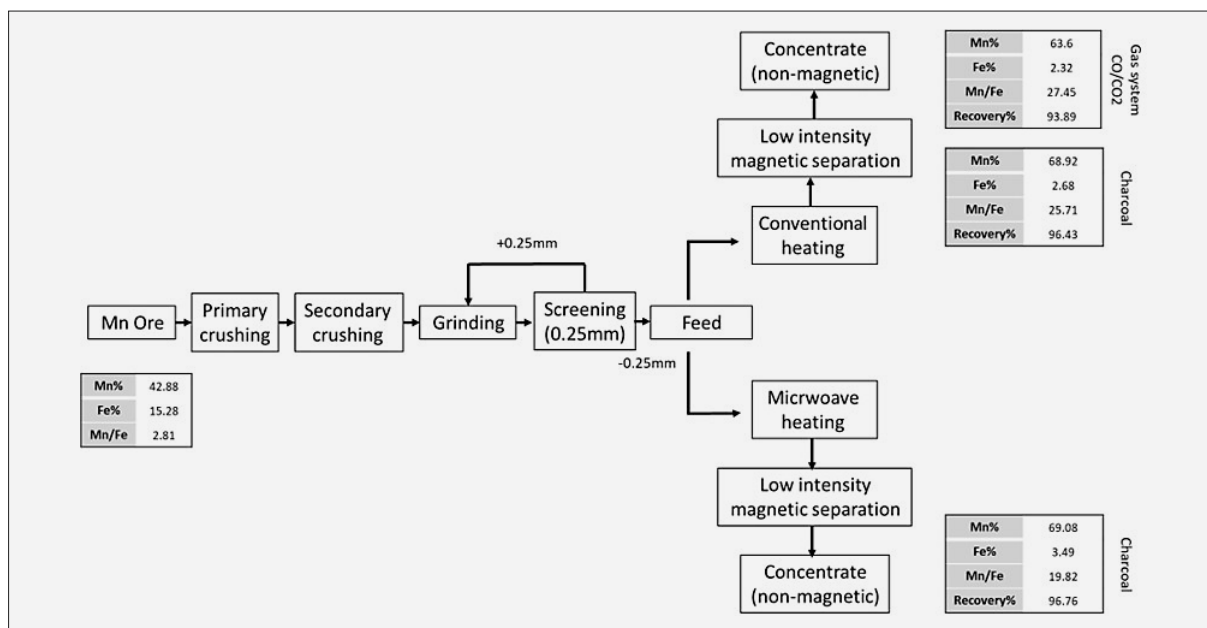 Concentrate
(non-magnetic)
Mn% 63.6
Fe% 2.32
Mn/Fe 27.45
Recovery% 93.89
Gas system
CO/CO2
Low intensity
magnetic separation
Mn% 68.92
Fe% 2.68
Mn/Fe 25.71
Recovery% 96.43
Charcoal
Conventional
heating
+0.25mm
Mn Ore
Primary
crushing
Secondary
crushing
Grinding
Screening
(0.25mm)
Feed
-0.25mm
Mn% 42.88
Fe% 15.28
Mn/Fe 2.81
Micrwoave
heating
Low intensity
magnetic separation
Concentrate
(non-magnetic)
Mn% 69.08
Fe% 3.49
Mn/Fe 19.82
Recovery% 96.76
Charcoal